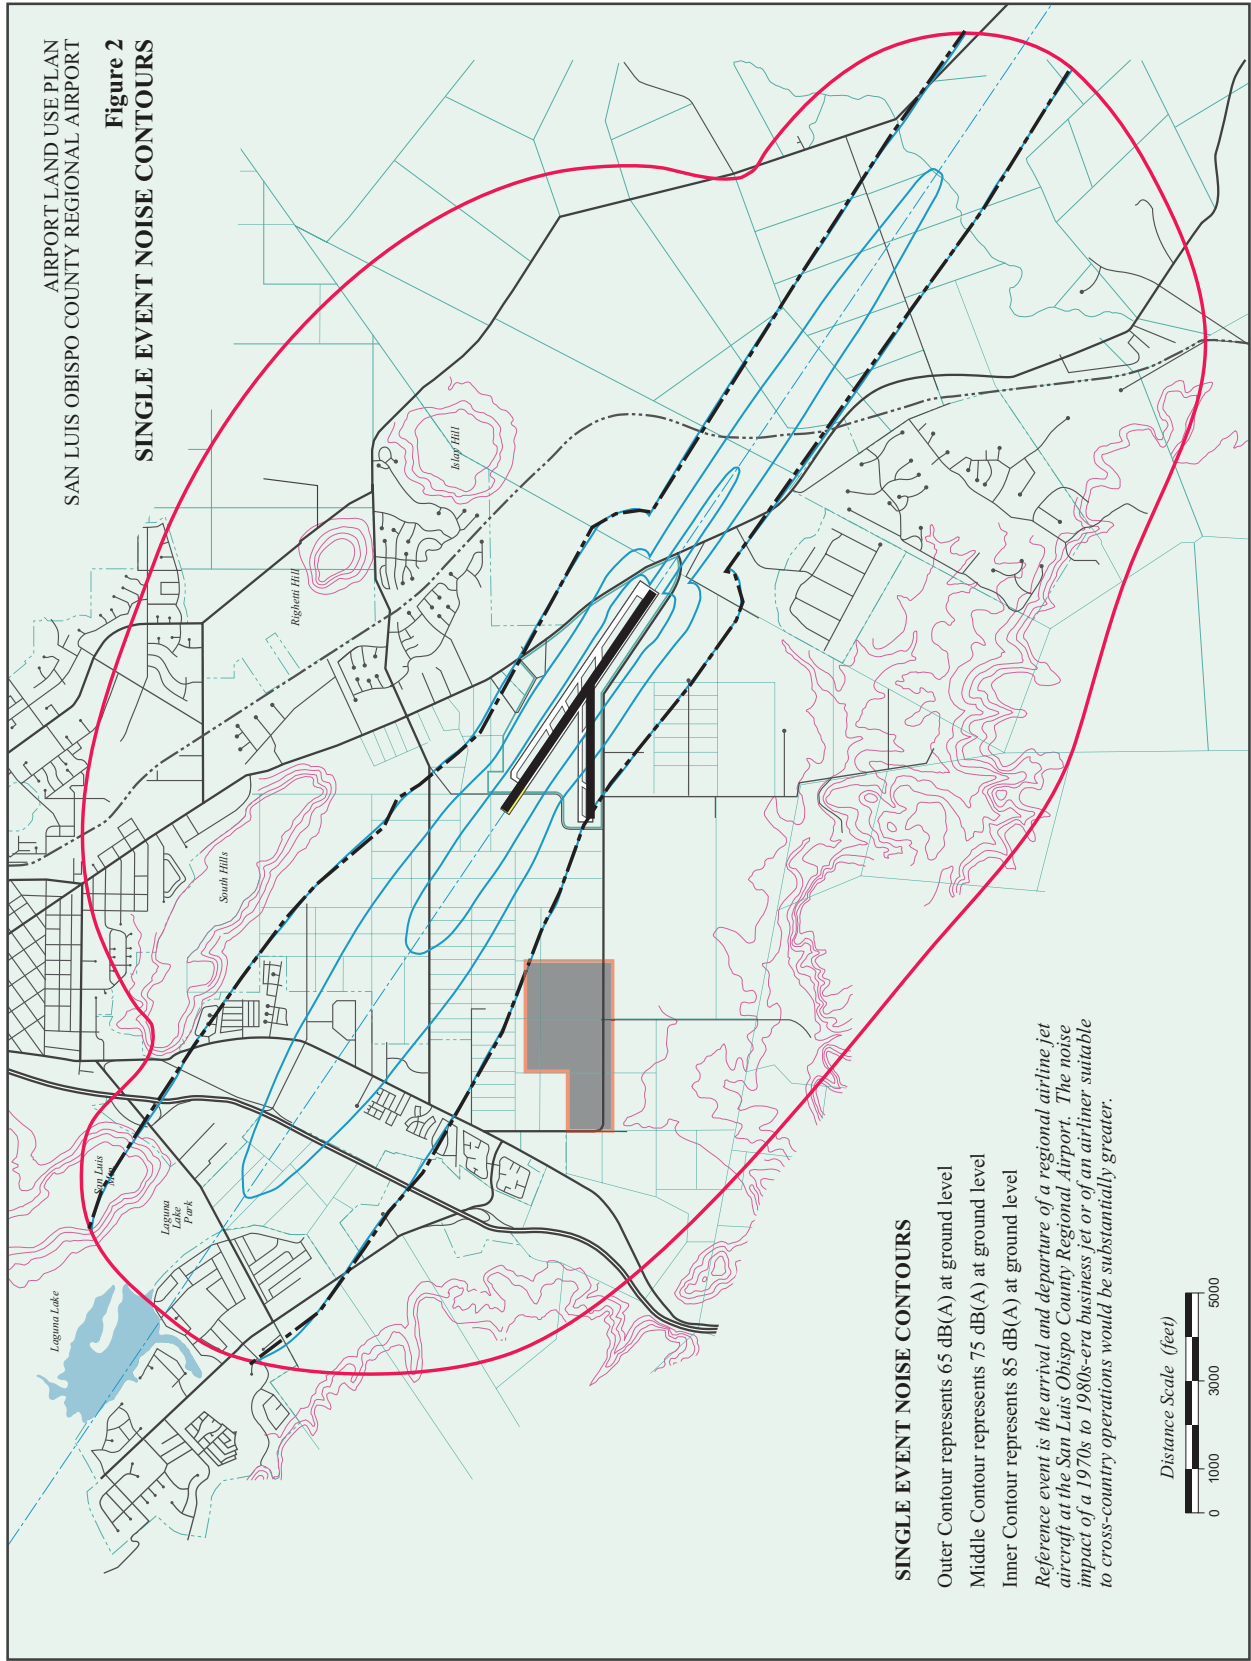 AIRPORT LAND USE PLAN
SAN LUIS OBISPO COUNTY REGIONAL AIRPORT
Figure 2
SINGLE EVENT NOISE CONTOURS
Islay Hill
Righetti Hill
South Hills
San Luis
Mtn
Laguna
Lake
Park
Laguna Lake
SINGLE EVENT NOISE CONTOURS
Outer Contour represents 65 dB(A) at ground level
Middle Contour represents 75 dB(A) at ground level
Inner Contour represents 85 dB(A) at ground level
Reference event is the arrival and departure of a regional airline jet
aircraft at the San Luis Obispo County Regional Airport. The noise
impact of a 1970s to 1980s-era business jet or of an airliner suitable
to cross-country operations would be substantially greater.
Distance Scale (feet)
0 1000 3000 5000